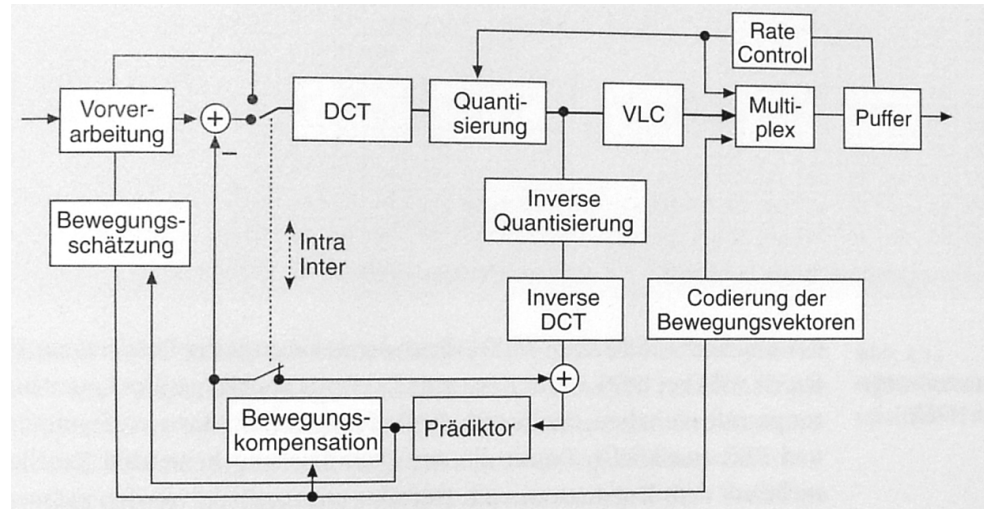 Rate
Control
Vorver-
arbeitung
+
DCT
Quanti-
sierung
VLC
Multi-
plex
Puffer
–
Bewegungs-
schätzung
Intra
Inter
Inverse
Quantisierung
Inverse
DCT
Codierung der
Bewegungsvektoren
+
Bewegungs-
kompensation
Prädiktor